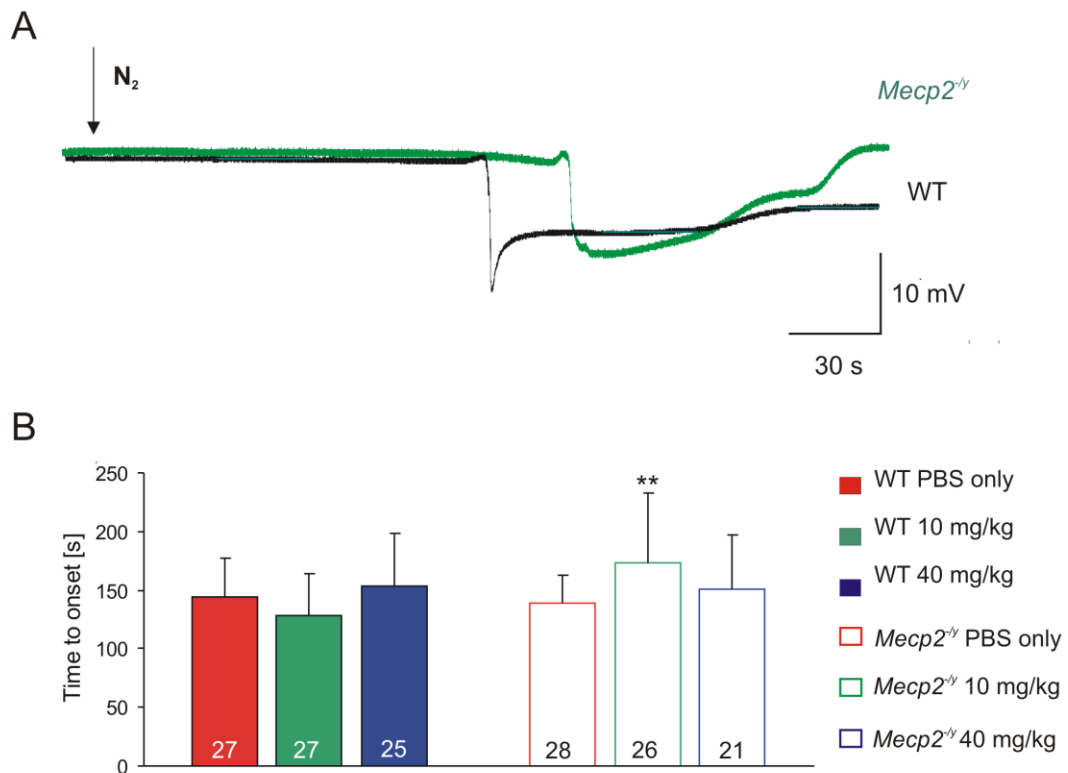 A
N₂
Mecp2⁻/ʸ
WT
10 mV
30 s
B
Time to onset [s]
250
200
150
100
50
0
**
27
27
25
28
26
21
WT PBS only
WT 10 mg/kg
WT 40 mg/kg
Mecp2⁻/ʸ PBS only
Mecp2⁻/ʸ 10 mg/kg
Mecp2⁻/ʸ 40 mg/kg